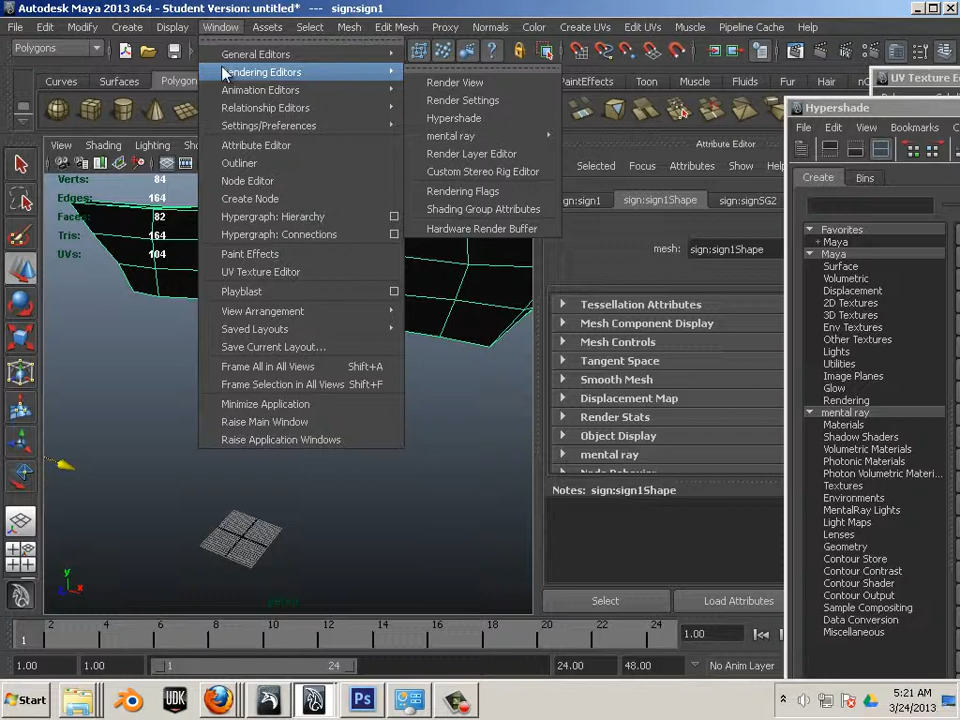 Autodesk Maya 2013 x64 - Student Version: untitled* --- sign:sign1
File Edit Modify Create Display Window Assets Select Mesh Edit Mesh Proxy Normals Color Create UVs Edit UVs Muscle Pipeline Cache
Polygons
Curves Surfaces Polygon PaintEffects Toon Muscle Fluids
UV Texture E
View Shading Lighting
Verts: 84
Edges: 164
Faces: 82
Tris: 164
UVs: 104
persp
General Editors
Rendering Editors
Animation Editors
Relationship Editors
Settings/Preferences
Attribute Editor
Outliner
Node Editor
Create Node
Hypergraph: Hierarchy
Hypergraph: Connections
Paint Effects
UV Texture Editor
Playblast
View Arrangement
Saved Layouts
Save Current Layout...
Frame All in All Views Shift+A
Frame Selection in All Views Shift+F
Minimize Application
Raise Main Window
Raise Application Windows
Render View
Render Settings
Hypershade
mental ray
Render Layer Editor
Custom Stereo Rig Editor
Rendering Flags
Shading Group Attributes
Hardware Render Buffer
Attribute Editor
Selected Focus Attributes
gn:sign1 sign:sign1Shape sign:signSG2
mesh: sign:sign1Shape
Tessellation Attributes
Mesh Component Display
Mesh Controls
Tangent Space
Smooth Mesh
Displacement Map
Render Stats
Object Display
mental ray
Notes: sign:sign1Shape
Select Load Attributes
Hypershade
File Edit View Bookmarks
Create Bins
Favorites
+ Maya
Maya
Surface
Volumetric
Displacement
2D Textures
3D Textures
Env Textures
Other Textures
Lights
Utilities
Image Planes
Glow
Rendering
mental ray
Materials
Shadow Shaders
Volumetric Materials
Photonic Materials
Photon Volumetric Materi...
Textures
Environments
MentalRay Lights
Light Maps
Lenses
Geometry
Contour Store
Contour Contrast
Contour Shader
Contour Output
Sample Compositing
Data Conversion
Miscellaneous
y
x
1 2 4 6 8 10 12 14 16 18 20 22 24
1.00
1.00 1.00 1 24 24.00 48.00 No Anim Layer
Start UDK Ps
5:21 AM
3/24/2013